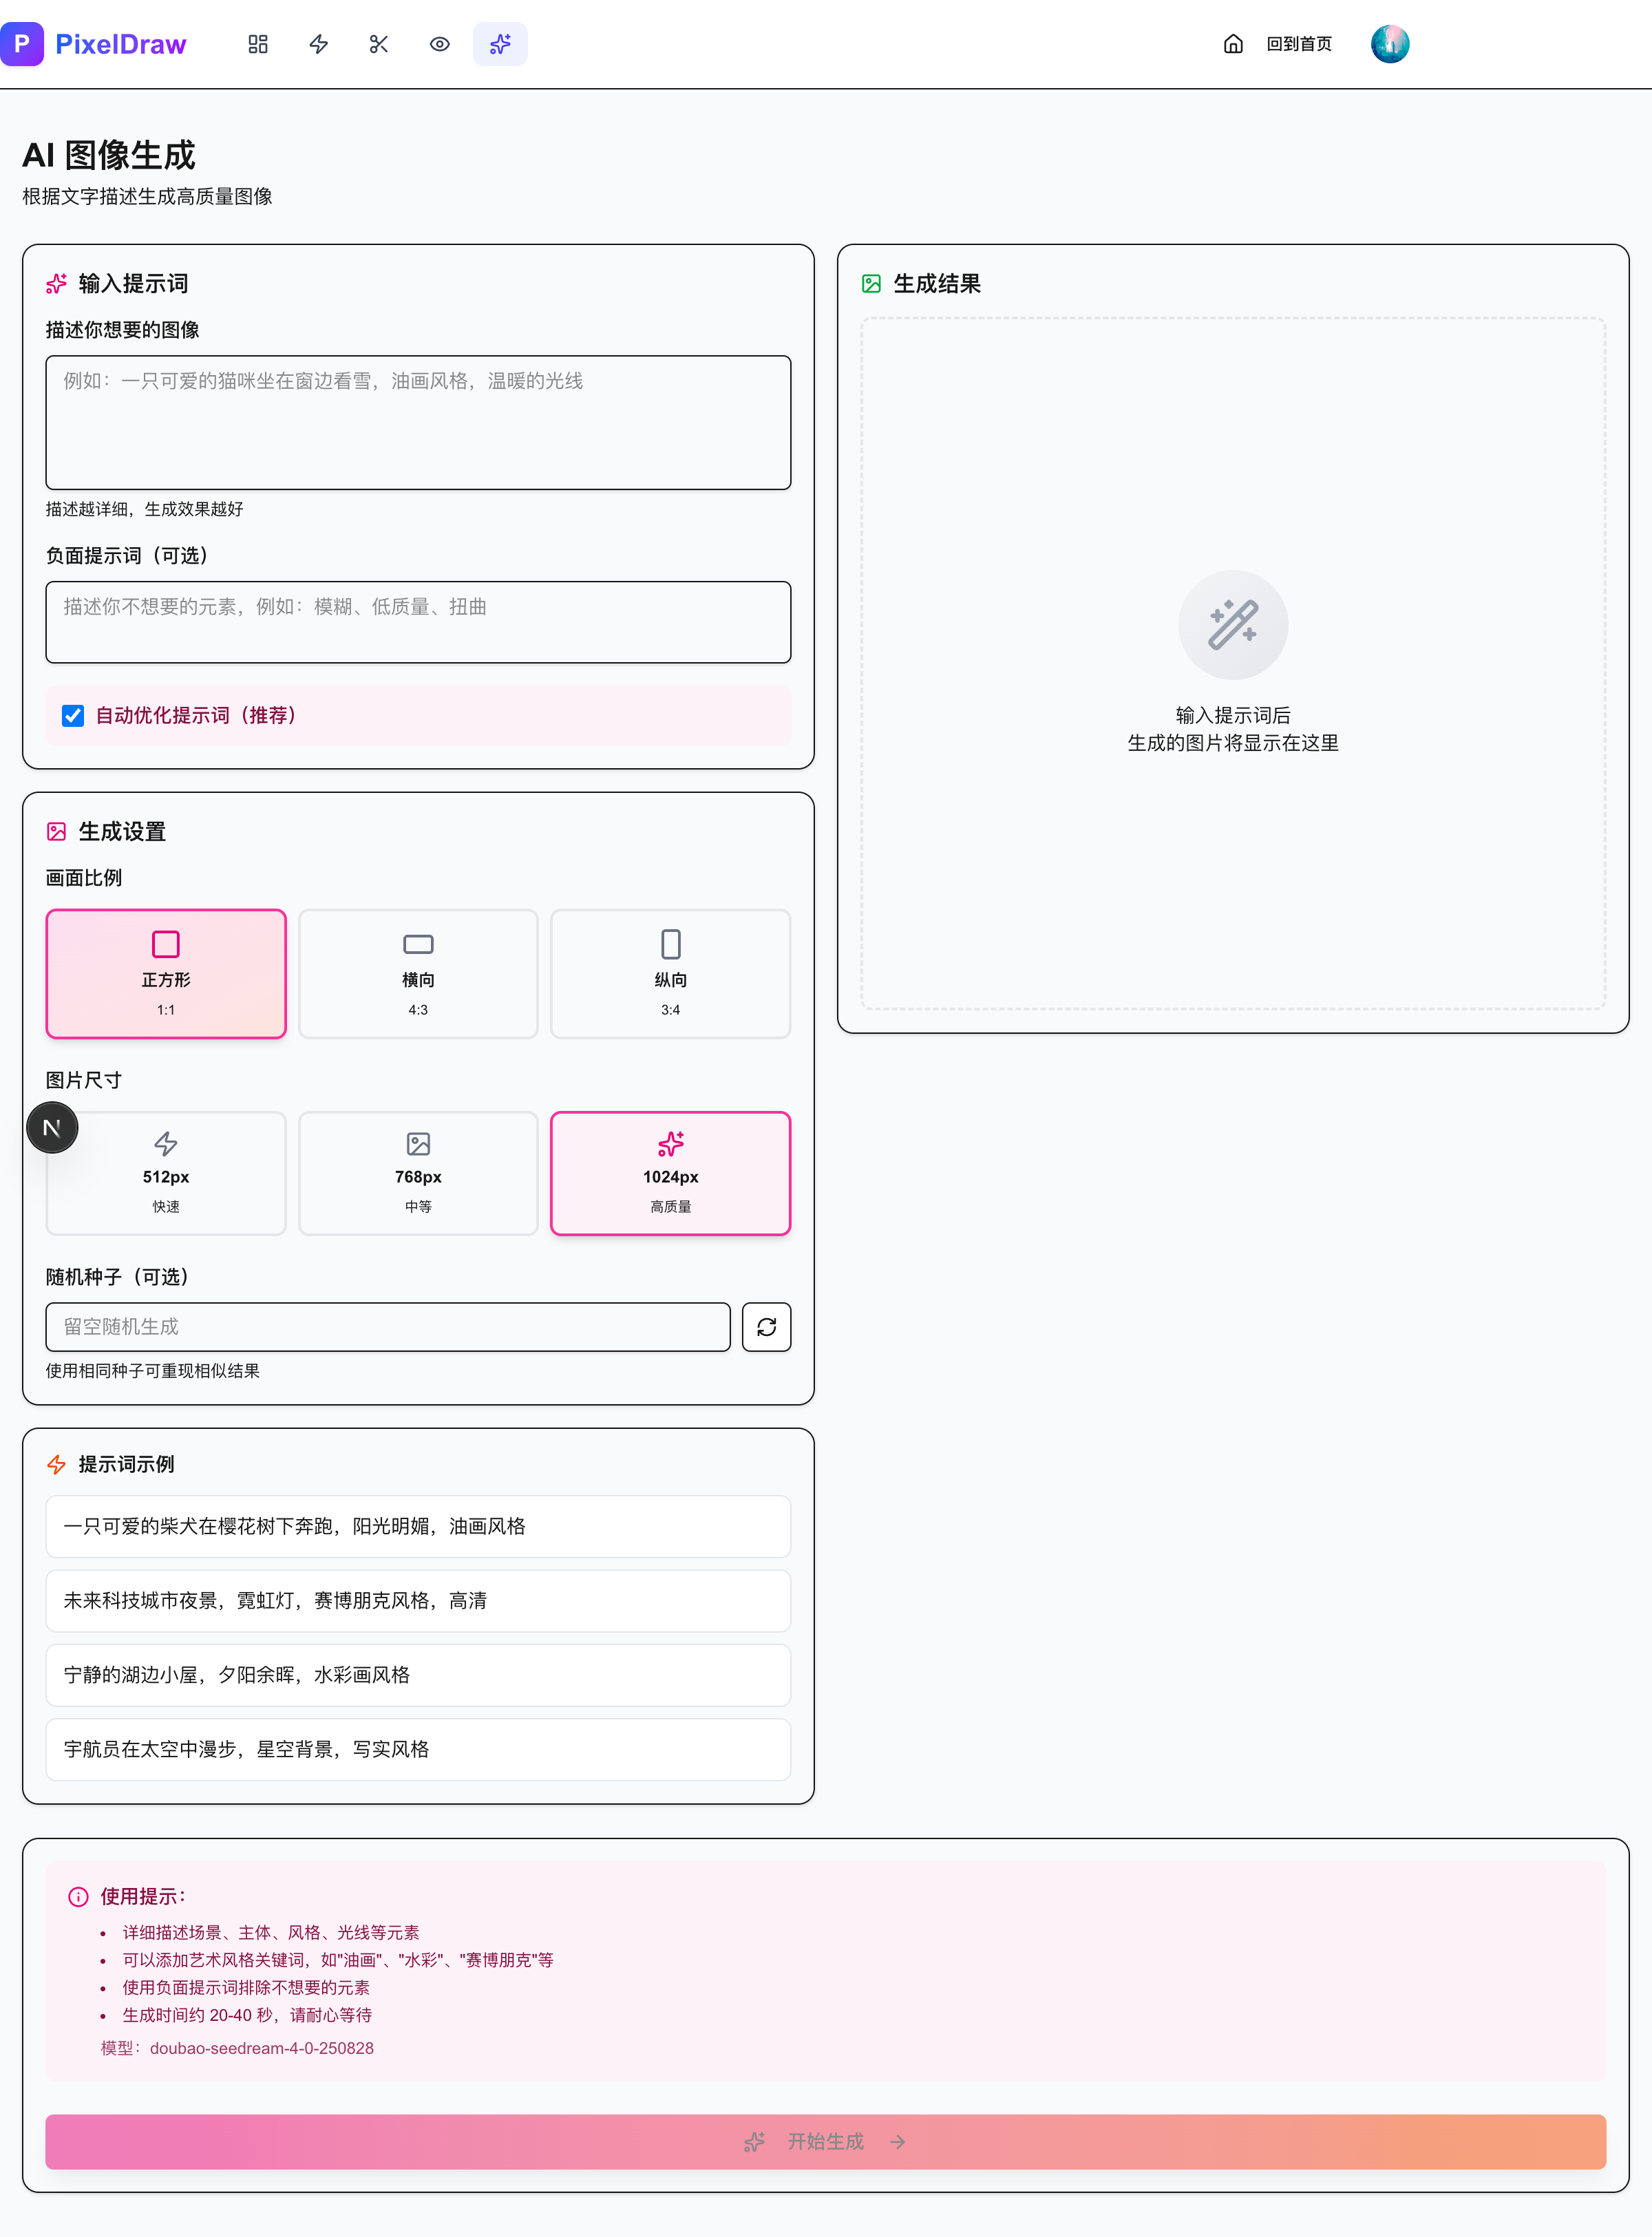 P PixelDraw 回到首页
AI 图像生成
根据文字描述生成高质量图像
输入提示词
描述你想要的图像
例如：一只可爱的猫咪坐在窗边看雪，油画风格，温暖的光线
描述越详细，生成效果越好
负面提示词（可选）
描述你不想要的元素，例如：模糊、低质量、扭曲
自动优化提示词（推荐）
生成设置
画面比例
正方形
1:1
横向
4:3
纵向
3:4
图片尺寸
N
512px
快速
768px
中等
1024px
高质量
随机种子（可选）
留空随机生成
使用相同种子可重现相似结果
提示词示例
一只可爱的柴犬在樱花树下奔跑，阳光明媚，油画风格
未来科技城市夜景，霓虹灯，赛博朋克风格，高清
宁静的湖边小屋，夕阳余晖，水彩画风格
宇航员在太空中漫步，星空背景，写实风格
生成结果
输入提示词后
生成的图片将显示在这里
使用提示：
• 详细描述场景、主体、风格、光线等元素
• 可以添加艺术风格关键词，如"油画"、"水彩"、"赛博朋克"等
• 使用负面提示词排除不想要的元素
• 生成时间约 20-40 秒，请耐心等待
模型：doubao-seedream-4-0-250828
开始生成